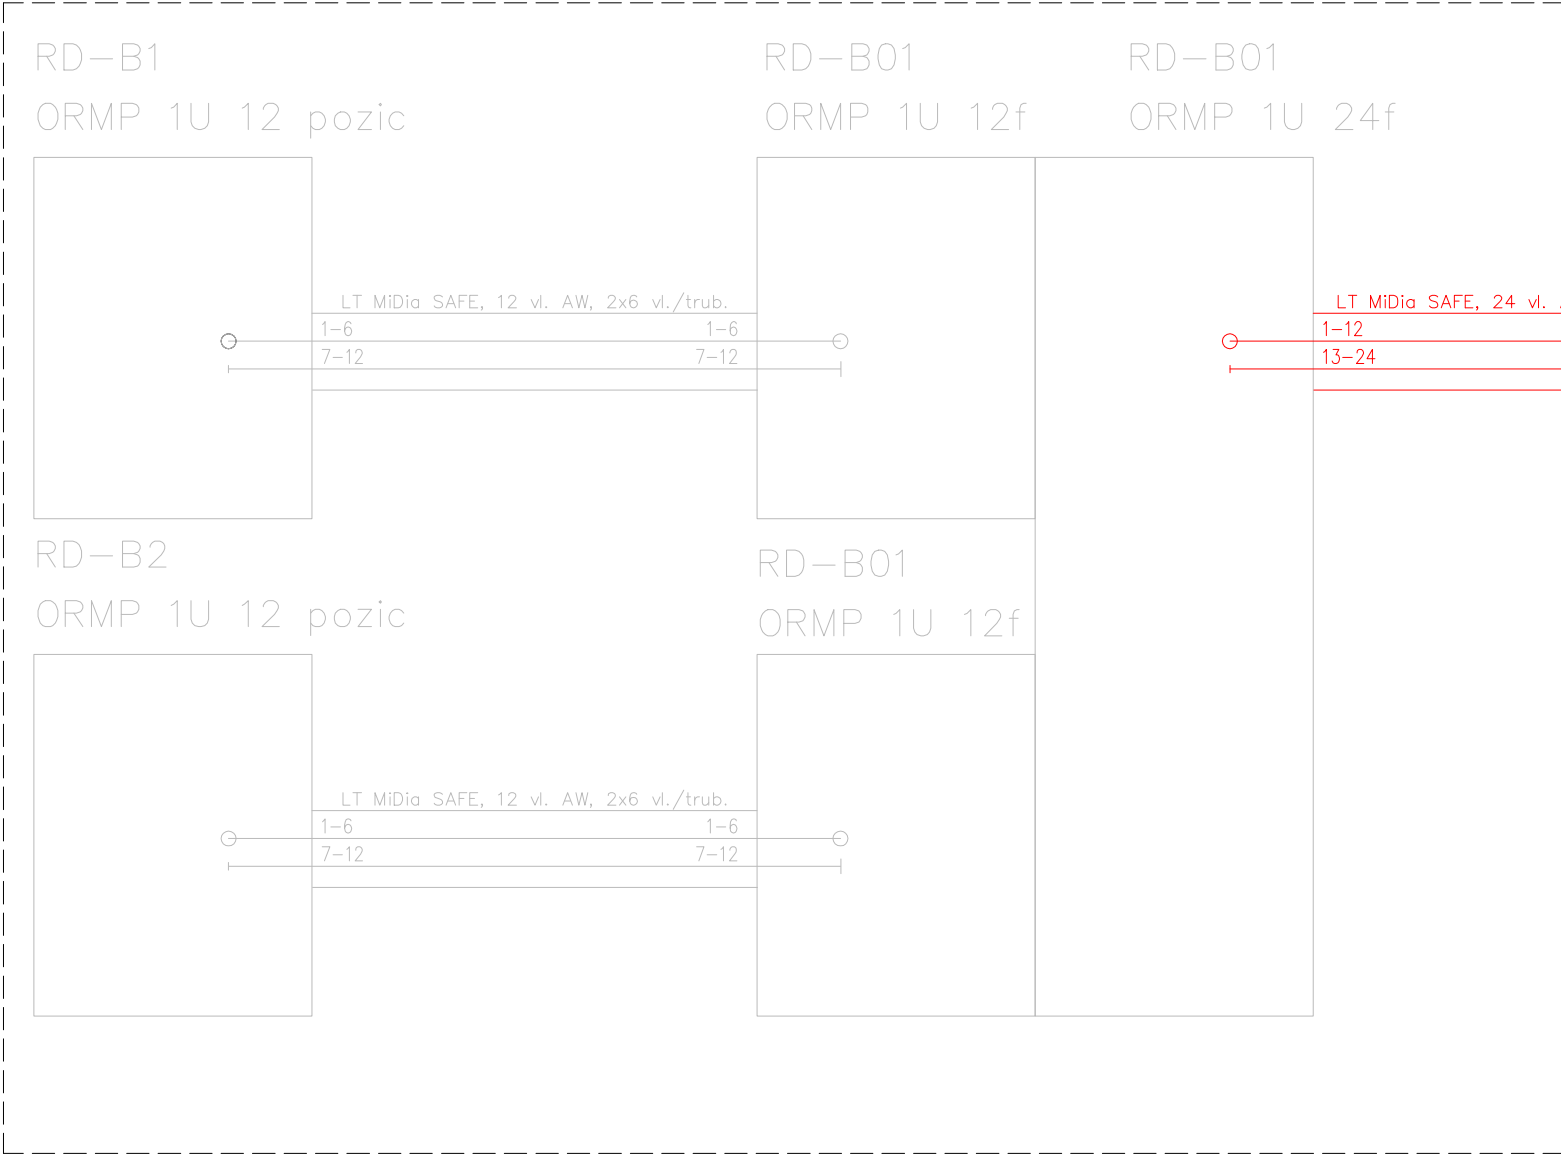 RD-B1
ORMP 1U 12 pozic
RD-B01
ORMP 1U 12f
RD-B01
ORMP 1U 24f
LT MiDia SAFE, 12 vl. AW, 2x6 vl./trub.
1-6
1-6
7-12
7-12
LT MiDia SAFE, 24 vl.
1-12
13-24
RD-B2
ORMP 1U 12 pozic
RD-B01
ORMP 1U 12f
LT MiDia SAFE, 12 vl. AW, 2x6 vl./trub.
1-6
1-6
7-12
7-12